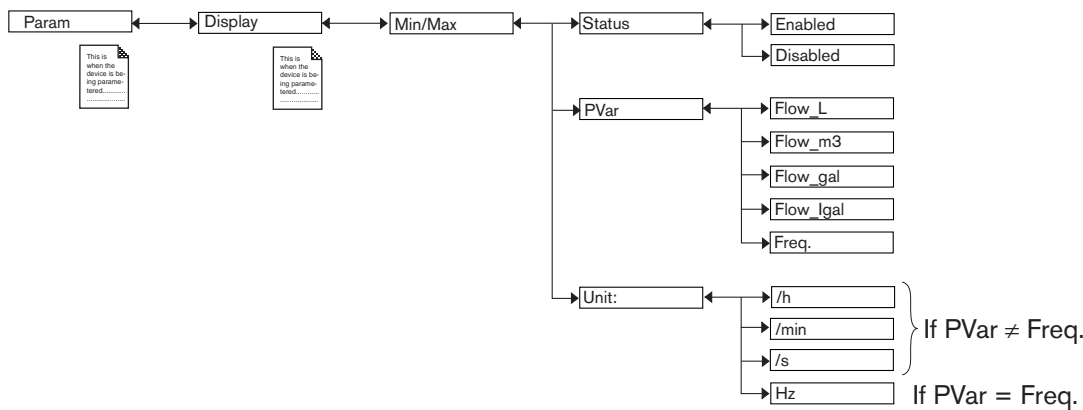 Param
Display
Min/Max
Status
Enabled
Disabled
This is
when the
device is be-
ing parame-
tered...........
......................
This is
when the
device is be-
ing parame-
tered...........
......................
PVar
Flow_L
Flow_m3
Flow_gal
Flow_Igal
Freq.
Unit:
/h
/min
/s
If PVar ≠ Freq.
Hz
If PVar = Freq.